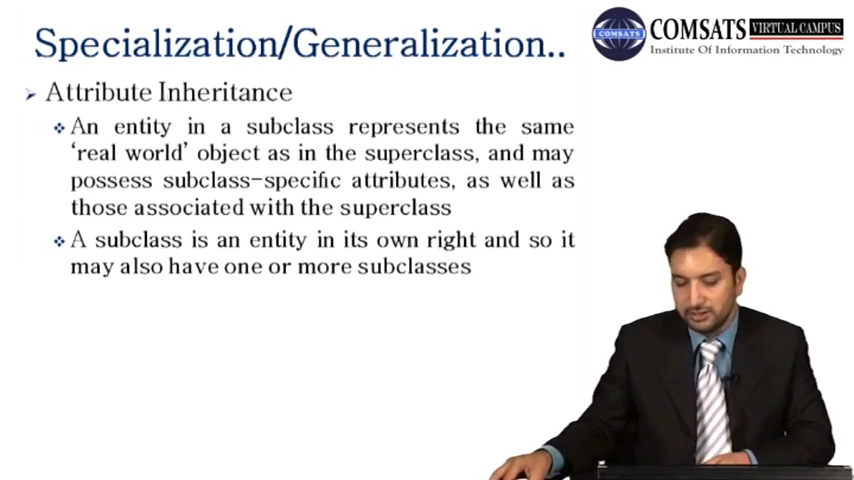 Specialization/Generalization..
COMSATS VIRTUAL CAMPUS
COMSATS
Institute Of Information Technology
➢ Attribute Inheritance
❖ An entity in a subclass represents the same
‘real world’ object as in the superclass, and may
possess subclass-specific attributes, as well as
those associated with the superclass
❖ A subclass is an entity in its own right and so it
may also have one or more subclasses